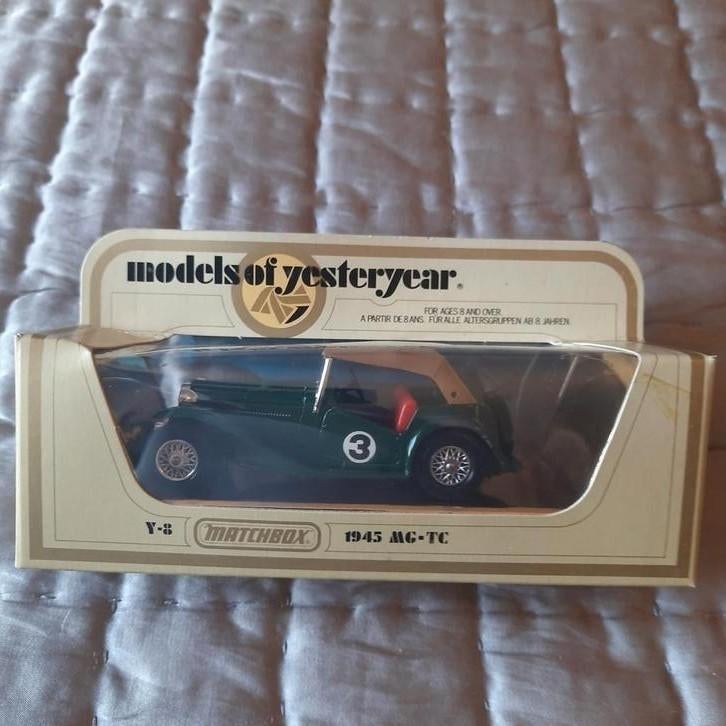 models of yesteryear®
FOR AGES 8 AND OVER.
A PARTIR DE 8 ANS. FÜR ALLE ALTERSGRUPPEN AB 8 JAHREN.
3
Y-8 MATCHBOX 1945 MG-TC